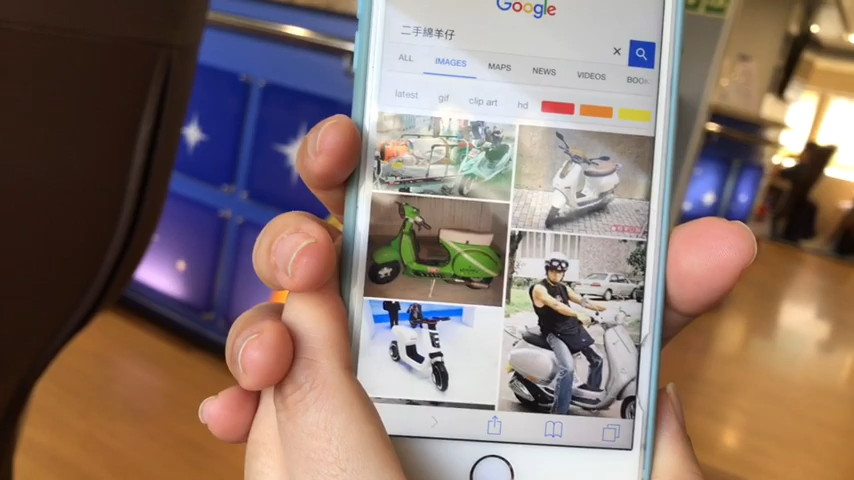 Google
二手綿羊仔
ALL IMAGES MAPS NEWS VIDEOS BOOK
latest gif clip art hd